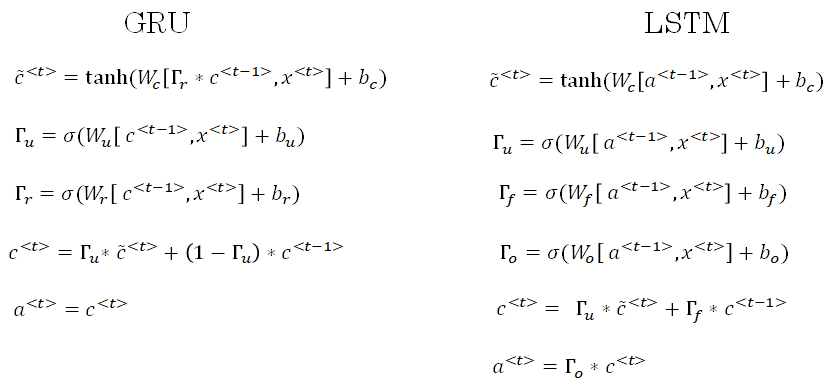 GRU
c̃^{<t>} = tanh(W_c[Γ_r * c^{<t−1>}, x^{<t>}] + b_c)
Γ_u = σ(W_u[ c^{<t−1>}, x^{<t>}] + b_u)
Γ_r = σ(W_r[ c^{<t−1>}, x^{<t>}] + b_r)
c^{<t>} = Γ_u * c̃^{<t>} + (1 − Γ_u) * c^{<t−1>}
a^{<t>} = c^{<t>}
LSTM
c̃^{<t>} = tanh(W_c[a^{<t−1>}, x^{<t>}] + b_c)
Γ_u = σ(W_u[ a^{<t−1>}, x^{<t>}] + b_u)
Γ_f = σ(W_f[ a^{<t−1>}, x^{<t>}] + b_f)
Γ_o = σ(W_o[ a^{<t−1>}, x^{<t>}] + b_o)
c^{<t>} = Γ_u * c̃^{<t>} + Γ_f * c^{<t−1>}
a^{<t>} = Γ_o * c^{<t>}